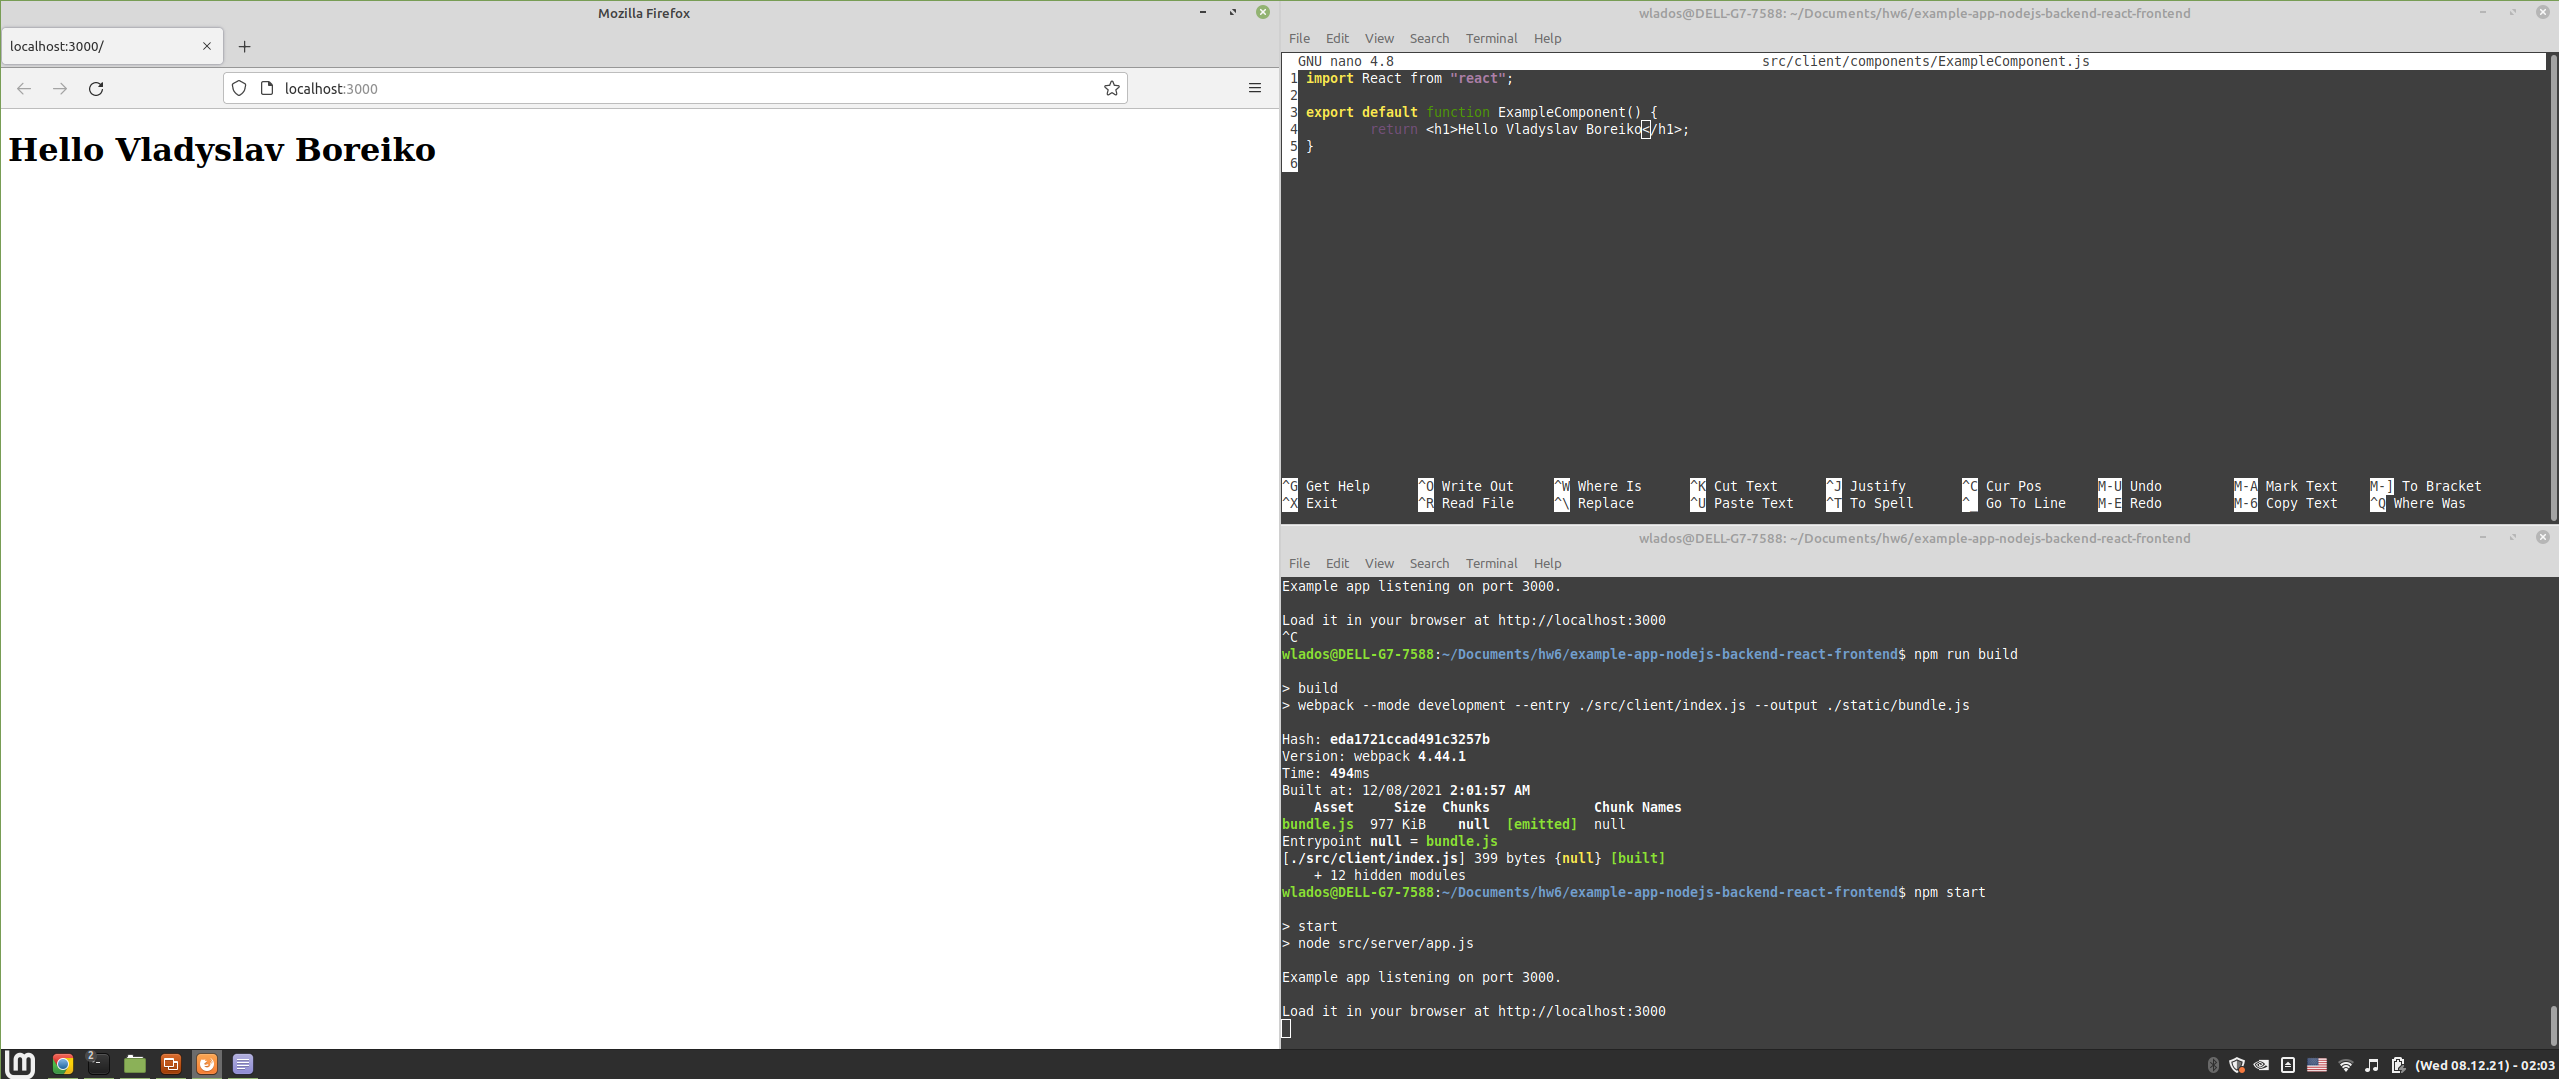 Mozilla Firefox
localhost:3000/
localhost:3000
Hello Vladyslav Boreiko
wlados@DELL-G7-7588: ~/Documents/hw6/example-app-nodejs-backend-react-frontend
File Edit View Search Terminal Help
GNU nano 4.8 src/client/components/ExampleComponent.js
1 import React from "react";
2
3 export default function ExampleComponent() {
4 return <h1>Hello Vladyslav Boreiko</h1>;
5 }
6
^G Get Help ^O Write Out ^W Where Is ^K Cut Text ^J Justify ^C Cur Pos M-U Undo M-A Mark Text M-] To Bracket
^X Exit ^R Read File ^\ Replace ^U Paste Text ^T To Spell ^_ Go To Line M-E Redo M-6 Copy Text ^Q Where Was
wlados@DELL-G7-7588: ~/Documents/hw6/example-app-nodejs-backend-react-frontend
File Edit View Search Terminal Help
Example app listening on port 3000.
Load it in your browser at http://localhost:3000
^C
wlados@DELL-G7-7588:~/Documents/hw6/example-app-nodejs-backend-react-frontend$ npm run build
> build
> webpack --mode development --entry ./src/client/index.js --output ./static/bundle.js
Hash: eda1721ccad491c3257b
Version: webpack 4.44.1
Time: 494ms
Built at: 12/08/2021 2:01:57 AM
Asset Size Chunks Chunk Names
bundle.js 977 KiB null [emitted] null
Entrypoint null = bundle.js
[./src/client/index.js] 399 bytes {null} [built]
+ 12 hidden modules
wlados@DELL-G7-7588:~/Documents/hw6/example-app-nodejs-backend-react-frontend$ npm start
> start
> node src/server/app.js
Example app listening on port 3000.
Load it in your browser at http://localhost:3000
2
(Wed 08.12.21) - 02:03